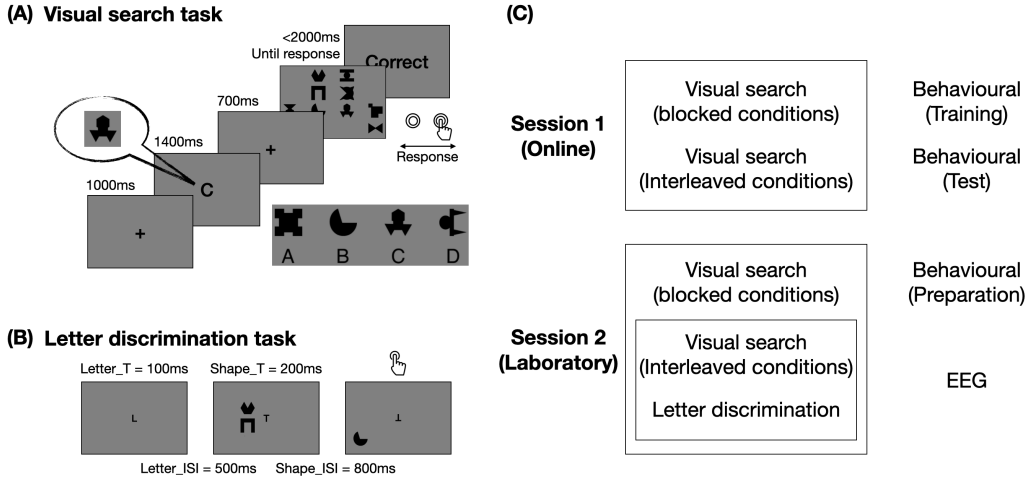 (A) Visual search task
<2000ms
Until response
Correct
700ms
+
Response
1400ms
C
1000ms
+
A B C D
(B) Letter discrimination task
Letter_T = 100ms Shape_T = 200ms
L T ⊥
Letter_ISI = 500ms Shape_ISI = 800ms
(C)
Session 1
(Online)
Visual search
(blocked conditions)
Behavioural
(Training)
Visual search
(Interleaved conditions)
Behavioural
(Test)
Session 2
(Laboratory)
Visual search
(blocked conditions)
Behavioural
(Preparation)
Visual search
(Interleaved conditions)
Letter discrimination
EEG